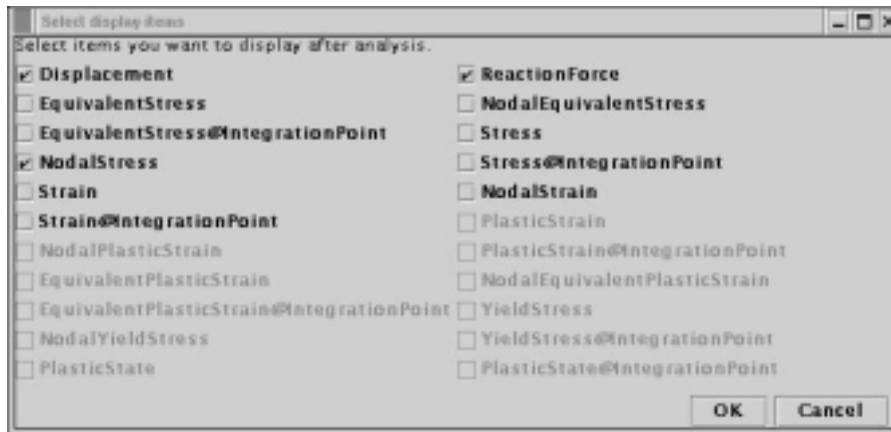 Select display items
Select items you want to display after analysis.
Displacement ReactionForce
EquivalentStress NodalEquivalentStress
EquivalentStress@IntegrationPoint Stress
NodalStress Stress@IntegrationPoint
Strain NodalStrain
Strain@IntegrationPoint PlasticStrain
NodalPlasticStrain PlasticStrain@IntegrationPoint
EquivalentPlasticStrain NodalEquivalentPlasticStrain
EquivalentPlasticStrain@IntegrationPoint YieldStress
NodalYieldStress YieldStress@IntegrationPoint
PlasticState PlasticState@IntegrationPoint
OK Cancel